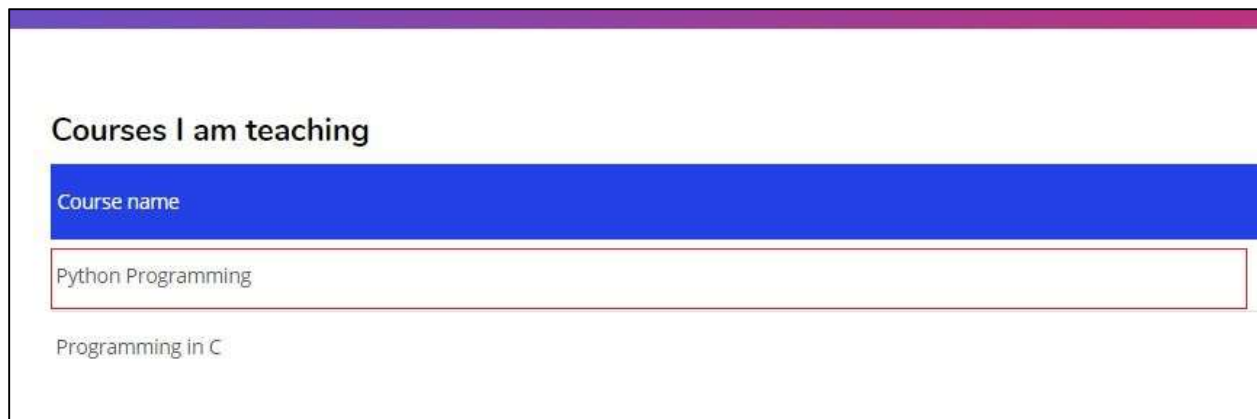 Courses I am teaching
Course name
Python Programming
Programming in C